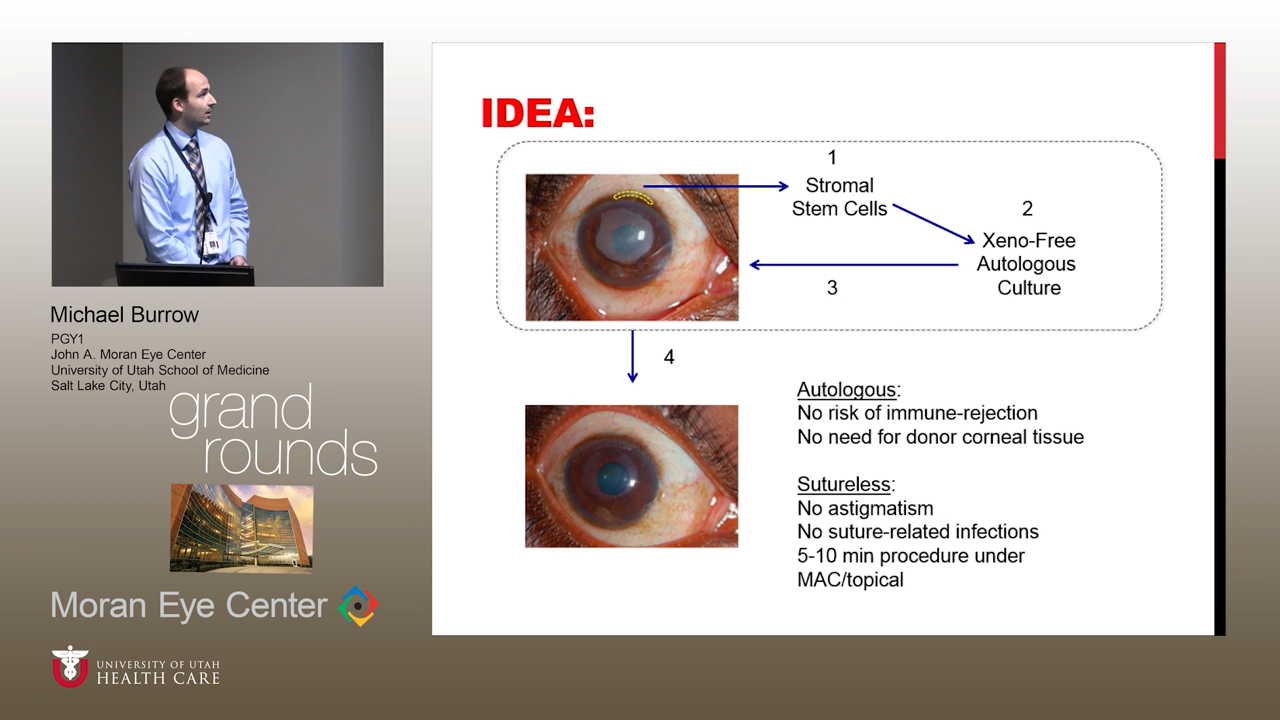 IDEA:
1
Stromal
Stem Cells
2
Xeno-Free
Autologous
Culture
3
4
Autologous:
No risk of immune-rejection
No need for donor corneal tissue
Sutureless:
No astigmatism
No suture-related infections
5-10 min procedure under
MAC/topical
Michael Burrow
PGY1
John A. Moran Eye Center
University of Utah School of Medicine
Salt Lake City, Utah
grand
rounds
Moran Eye Center
U
UNIVERSITY OF UTAH
HEALTH CARE